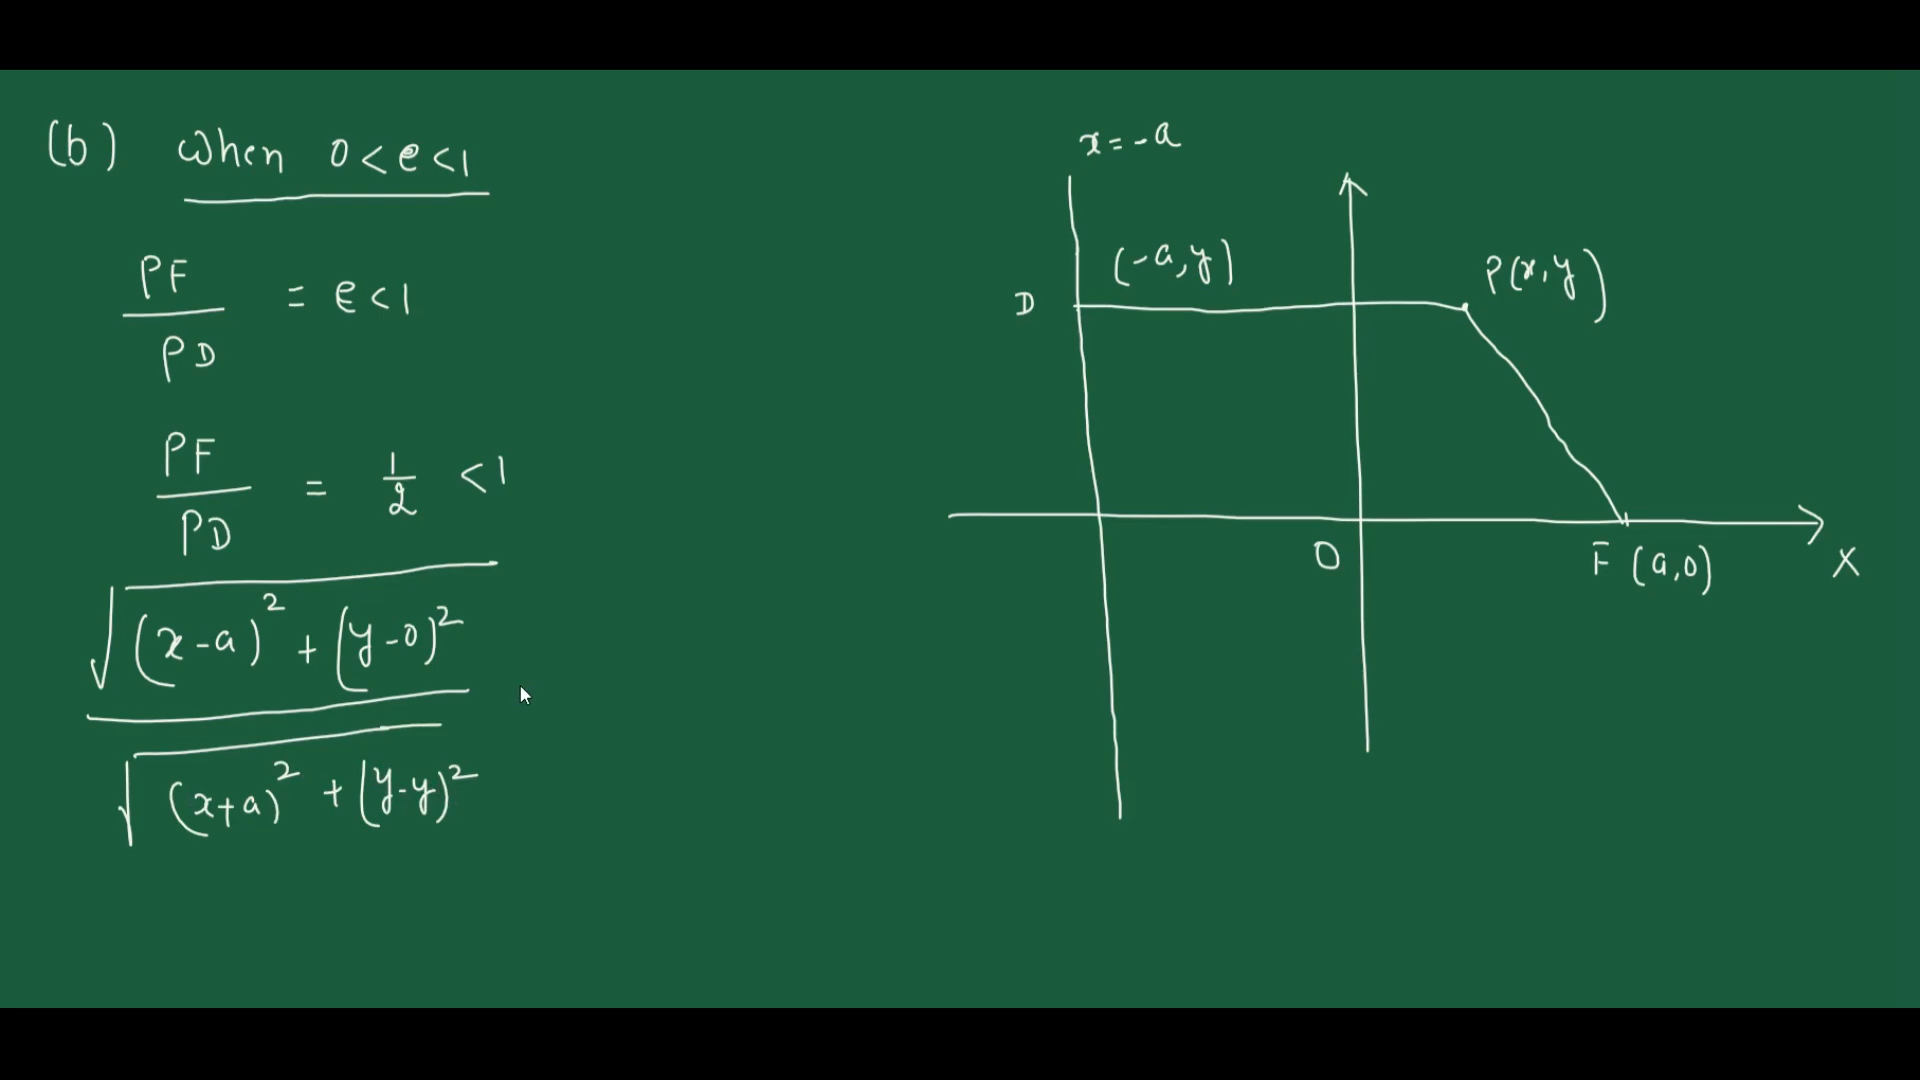 (b) When 0<e<1
PF/PD = e<1
PF/PD = 1/2 <1
√((x-a)² + (y-0)²) / √((x+a)² + (y-y)²)
x=-a
(-a,y)
P(x,y)
D
O
F (a,0)
X